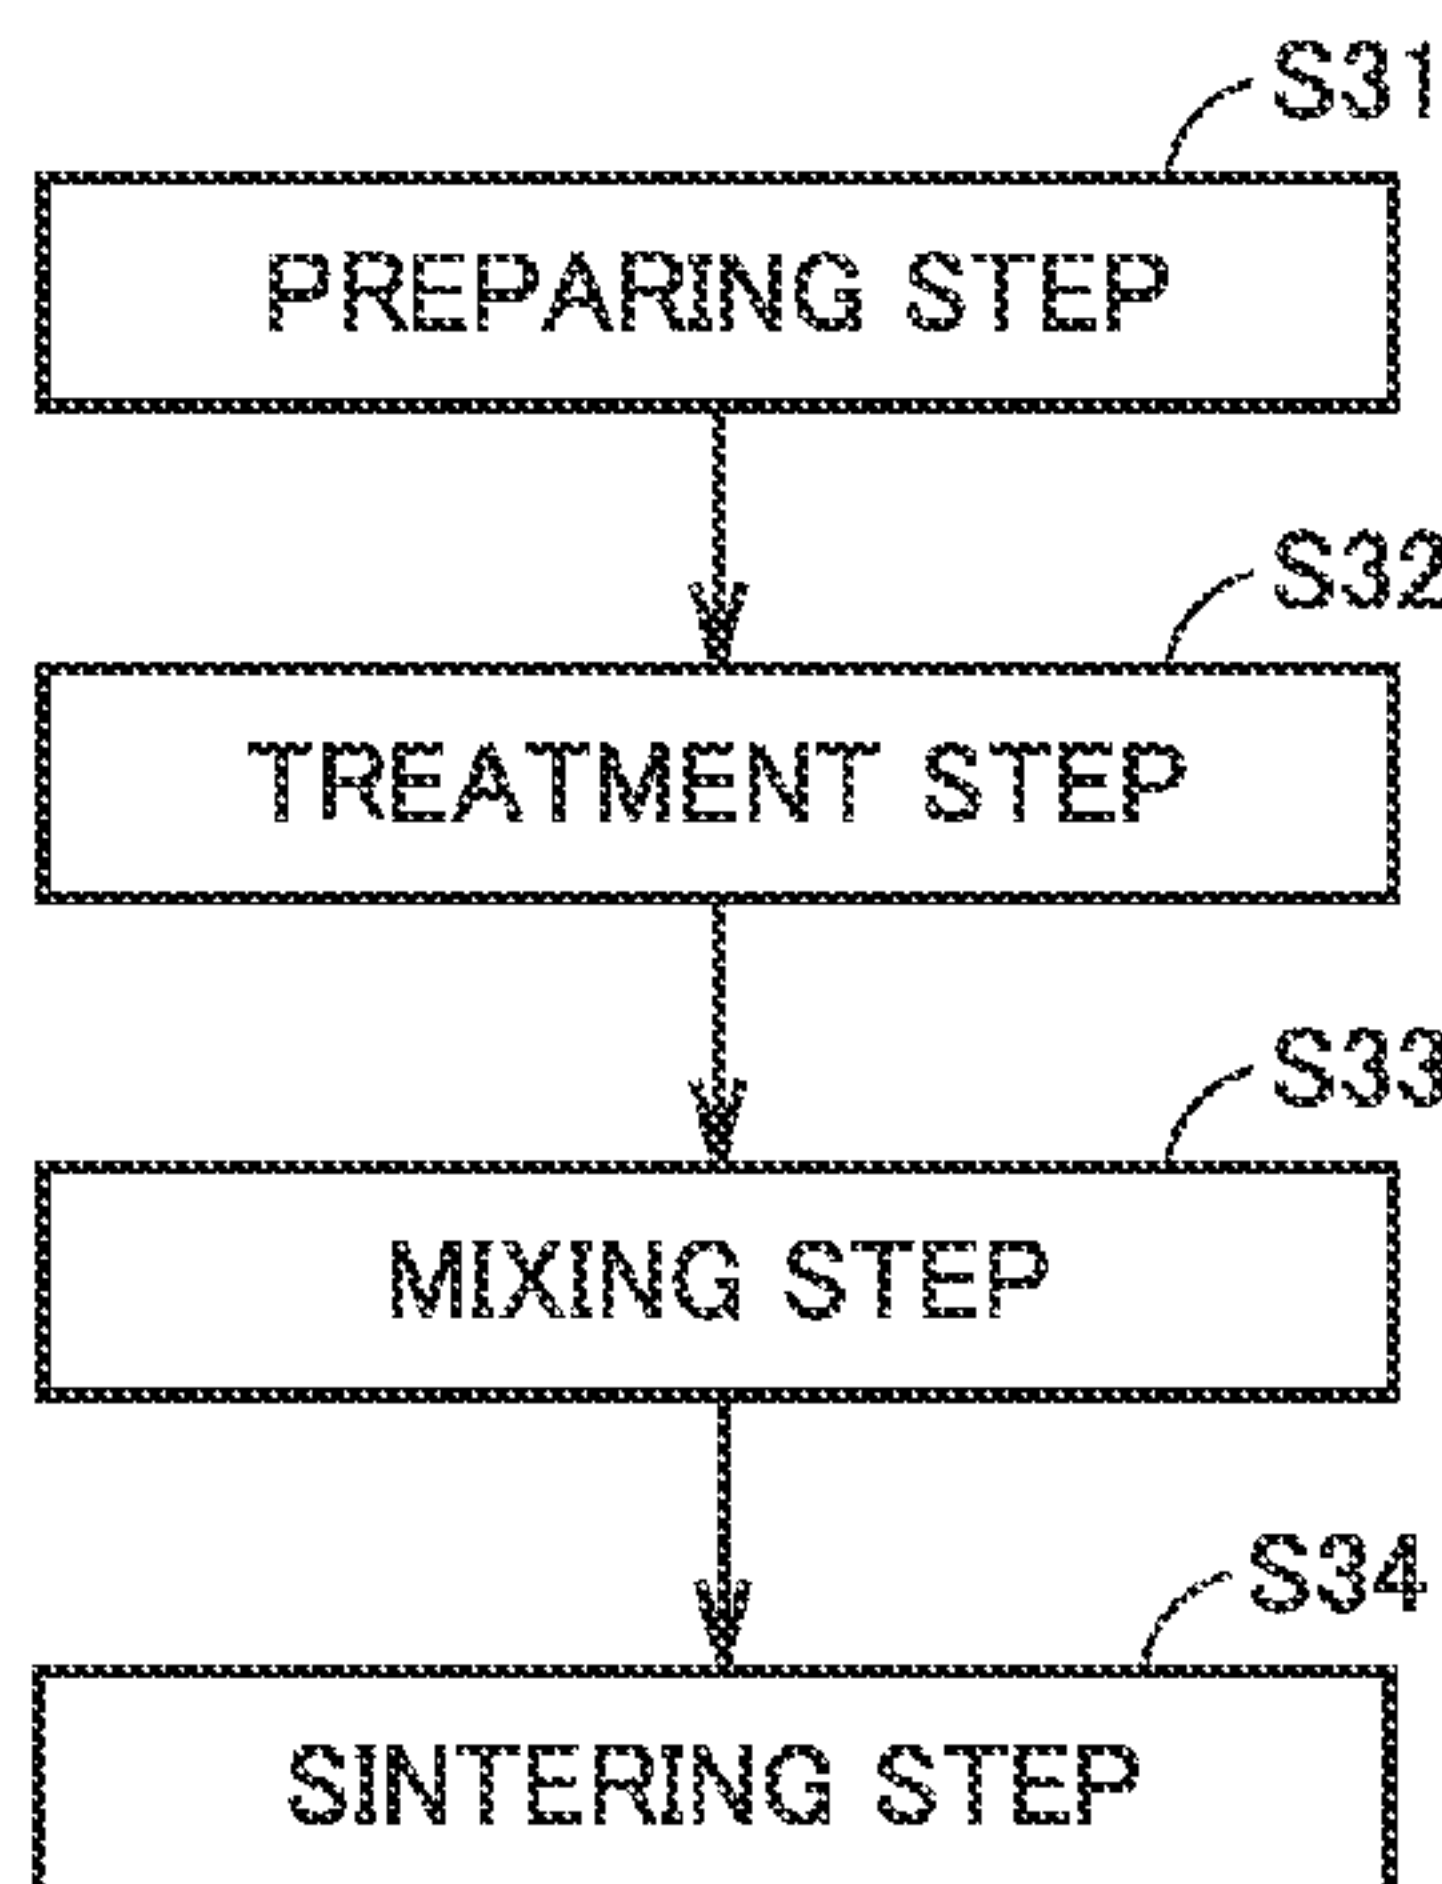 S31
PREPARING STEP
S32
TREATMENT STEP
S33
MIXING STEP
S34
SINTERING STEP